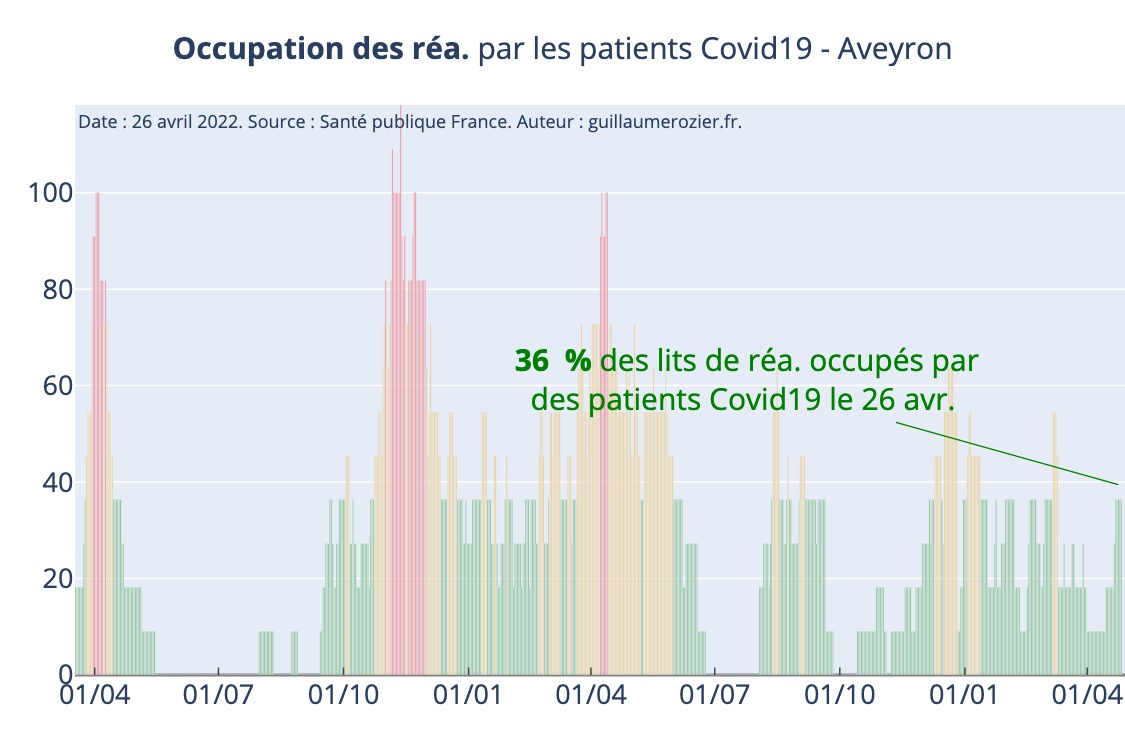 Occupation des réa. par les patients Covid19 - Aveyron
Date : 26 avril 2022. Source : Santé publique France. Auteur : guillaumerozier.fr.
100
80
60
40
20
0
36 % des lits de réa. occupés par
des patients Covid19 le 26 avr.
01/04 01/07 01/10 01/01 01/04 01/07 01/10 01/01 01/04